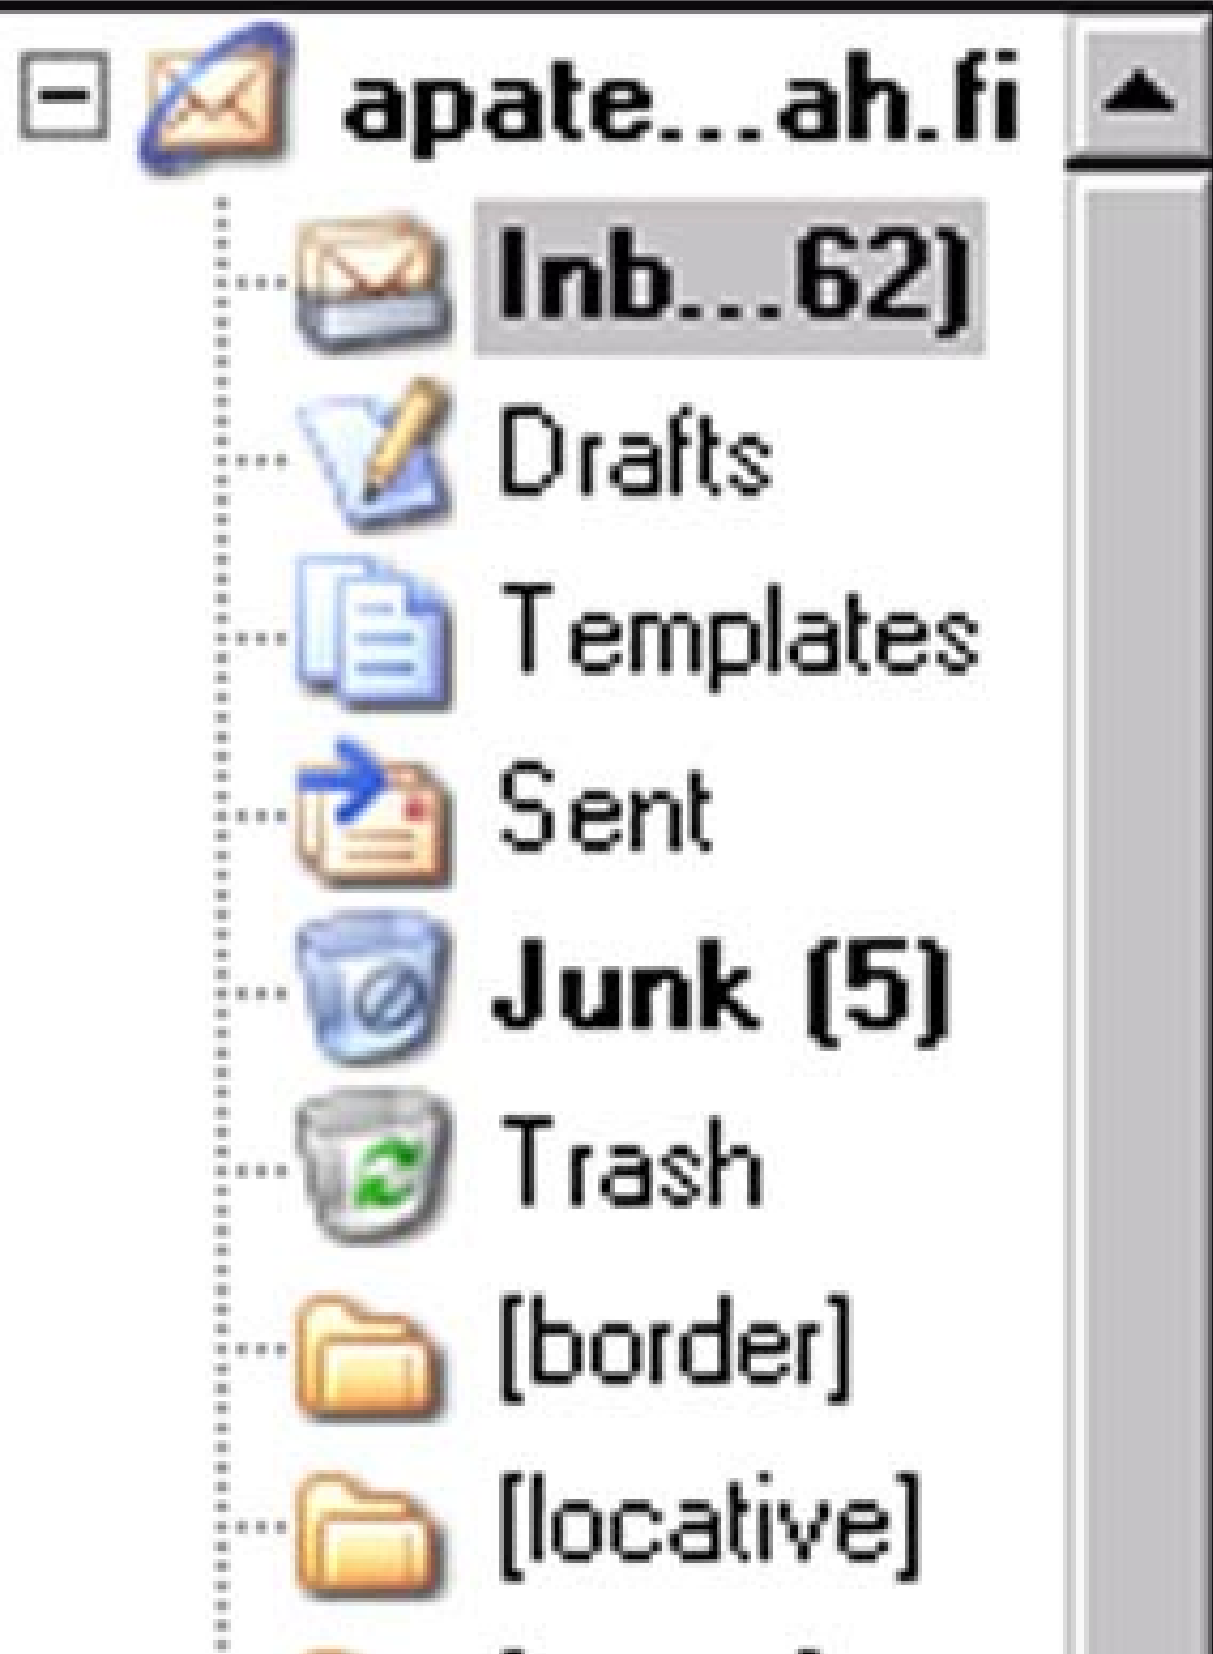 apate...ah.fi
Inb...62)
Drafts
Templates
Sent
Junk (5)
Trash
[border]
[locative]